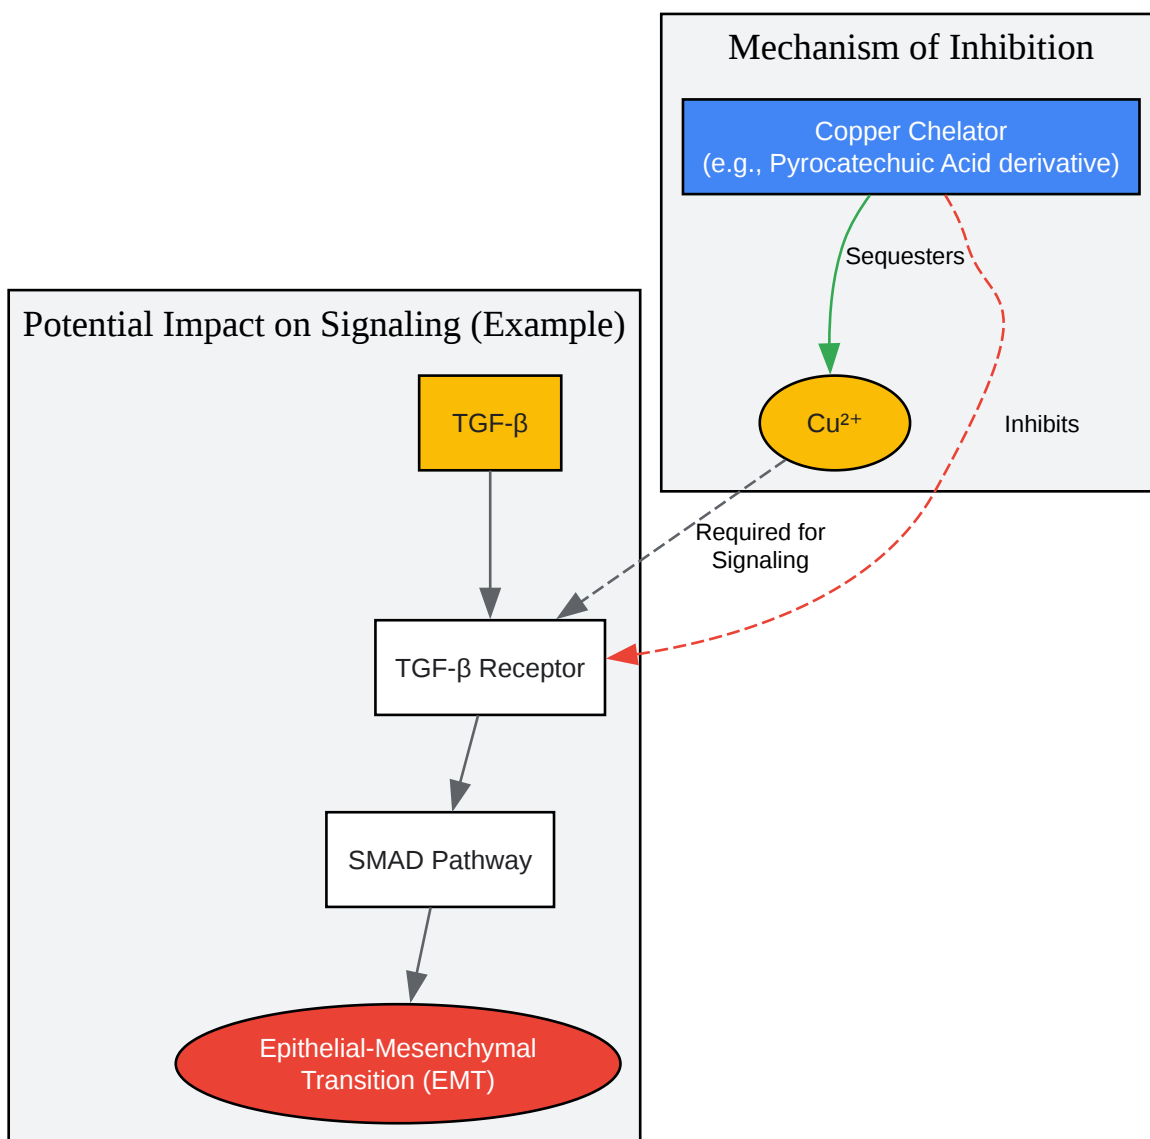 Mechanism of Inhibition
Copper Chelator
(e.g., Pyrocatechuic Acid derivative)
Sequesters
Potential Impact on Signaling (Example)
TGF-β
Cu²⁺
Inhibits
Required for
Signaling
TGF-β Receptor
SMAD Pathway
Epithelial-Mesenchymal
Transition (EMT)